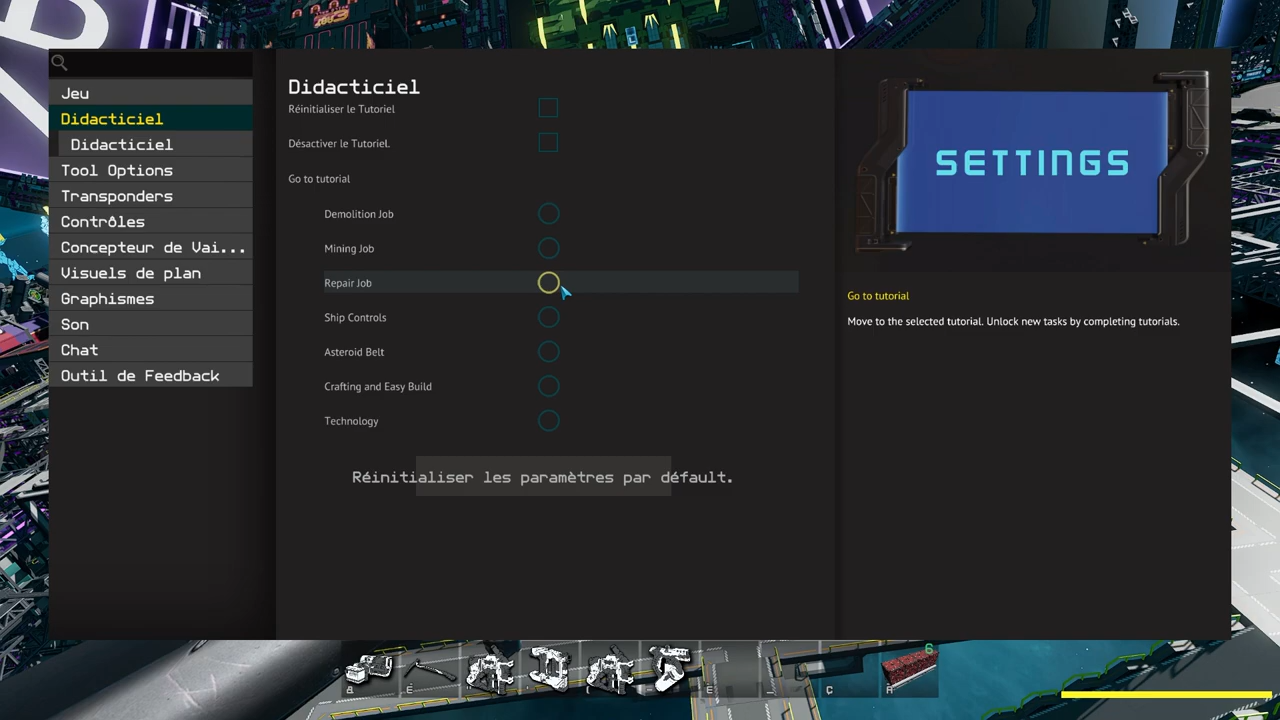 Jeu
Didacticiel
Didacticiel
Tool Options
Transponders
Contrôles
Concepteur de Vai...
Visuels de plan
Graphismes
Son
Chat
Outil de Feedback
Didacticiel
Réinitialiser le Tutoriel
Désactiver le Tutoriel.
Go to tutorial
Demolition Job
Mining Job
Repair Job
Ship Controls
Asteroid Belt
Crafting and Easy Build
Technology
Réinitialiser les paramètres par défault.
SETTINGS
Go to tutorial
Move to the selected tutorial. Unlock new tasks by completing tutorials.
6